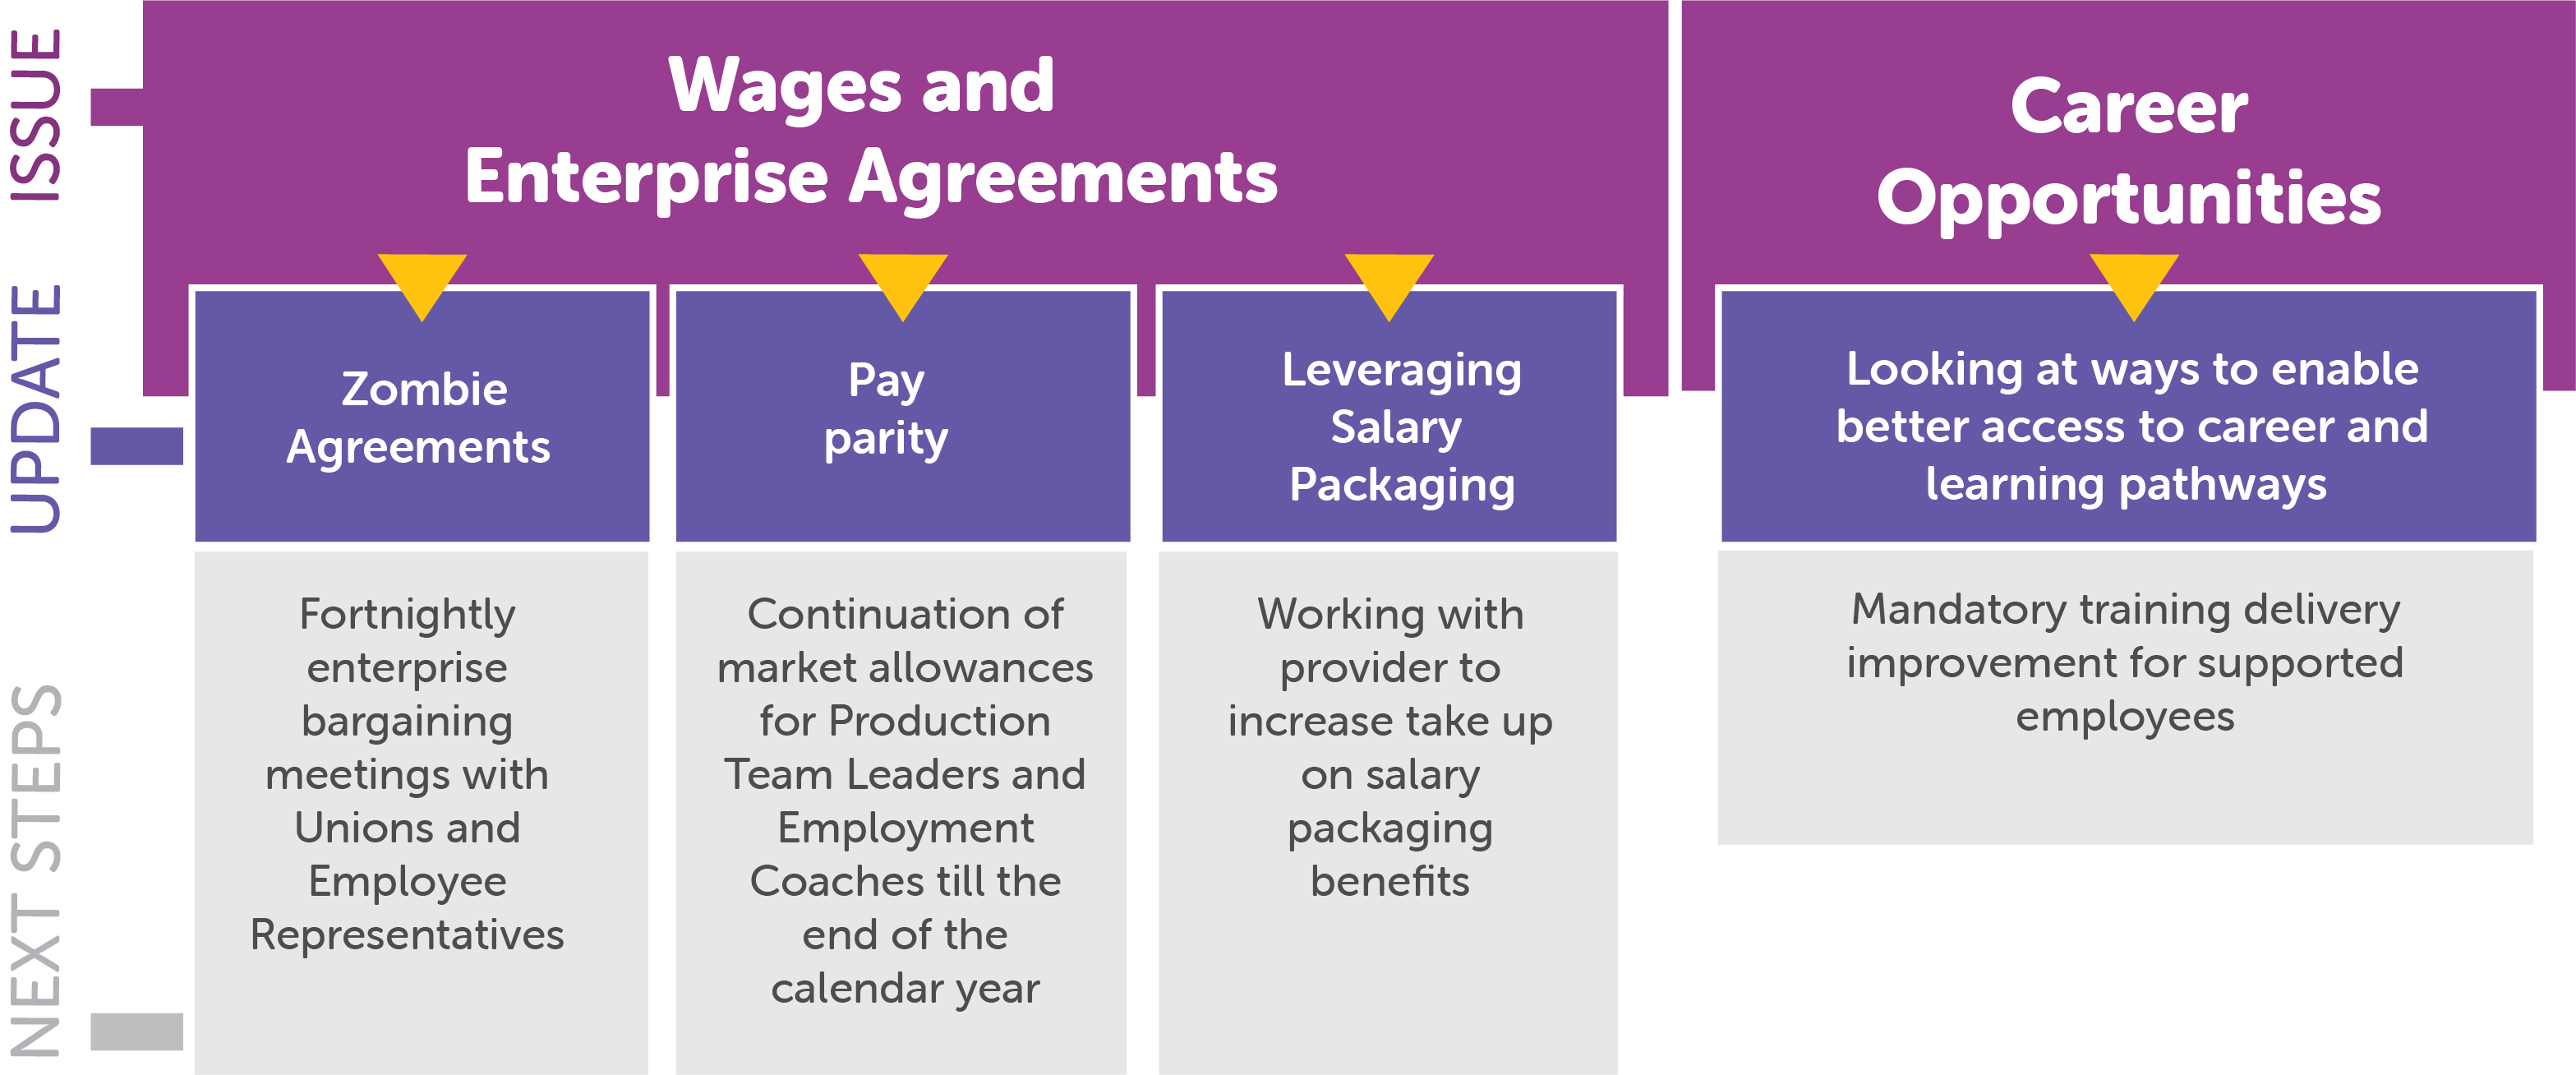 ISSUE
Wages and
Enterprise Agreements
Career
Opportunities
UPDATE
Zombie
Agreements
Pay
parity
Leveraging
Salary
Packaging
Looking at ways to enable
better access to career and
learning pathways
NEXT STEPS
Fortnightly
enterprise
bargaining
meetings with
Unions and
Employee
Representatives
Continuation of
market allowances
for Production
Team Leaders and
Employment
Coaches till the
end of the
calendar year
Working with
provider to
increase take up
on salary
packaging
benefits
Mandatory training delivery
improvement for supported
employees